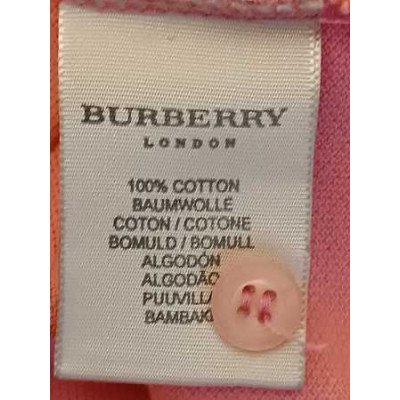 BURBERRY
LONDON
100% COTTON
BAUMWOLLE
COTON / COTONE
BOMULD / BOMULL
ALGODÓN
ALGODÃO
PUUVILLA
BAMBAKI